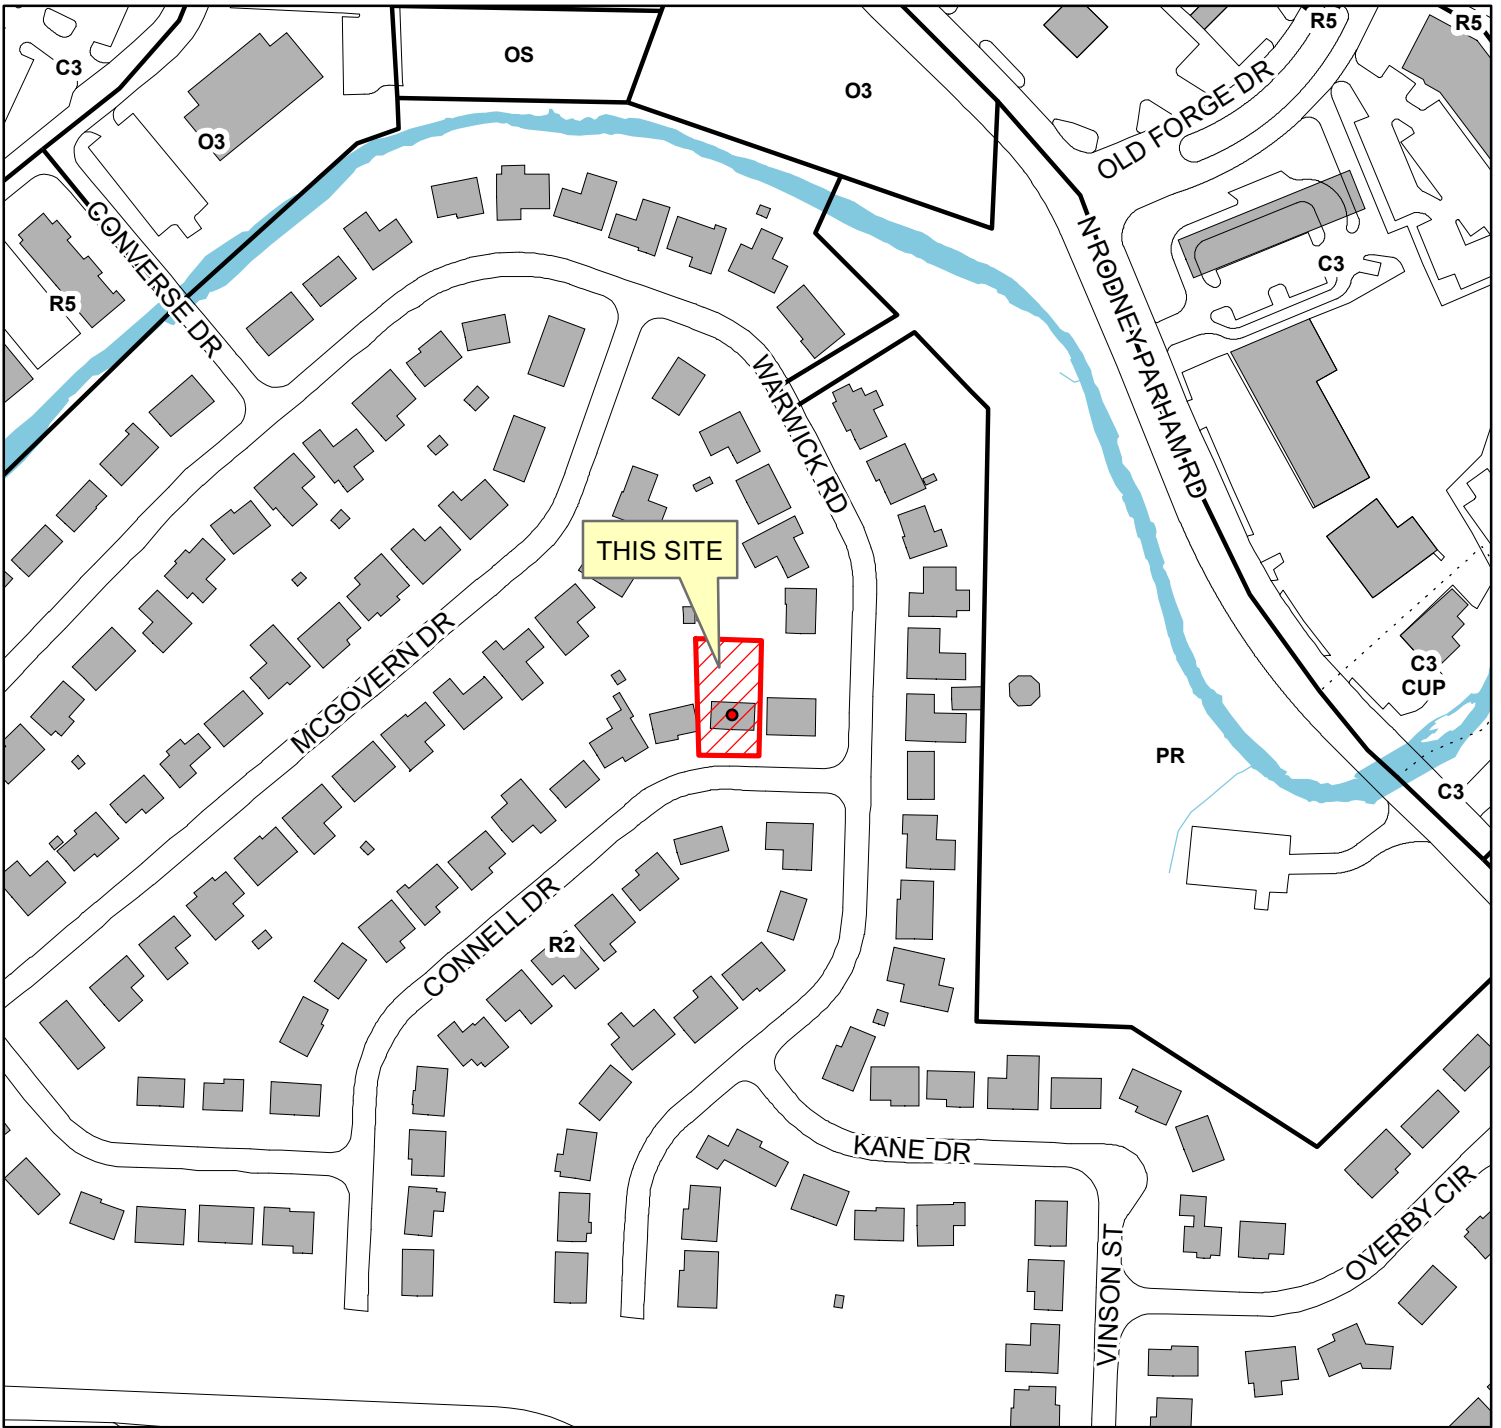 R5
R5
C3
OS
O3
OLD FORGE DR
O3
CONVERSE DR
N RODNEY PARHAM RD
C3
R5
WARWICK RD
THIS SITE
MCGOVERN DR
C3
CUP
PR
C3
CONNELL DR
R2
KANE DR
OVERBY CIR
VINSON ST